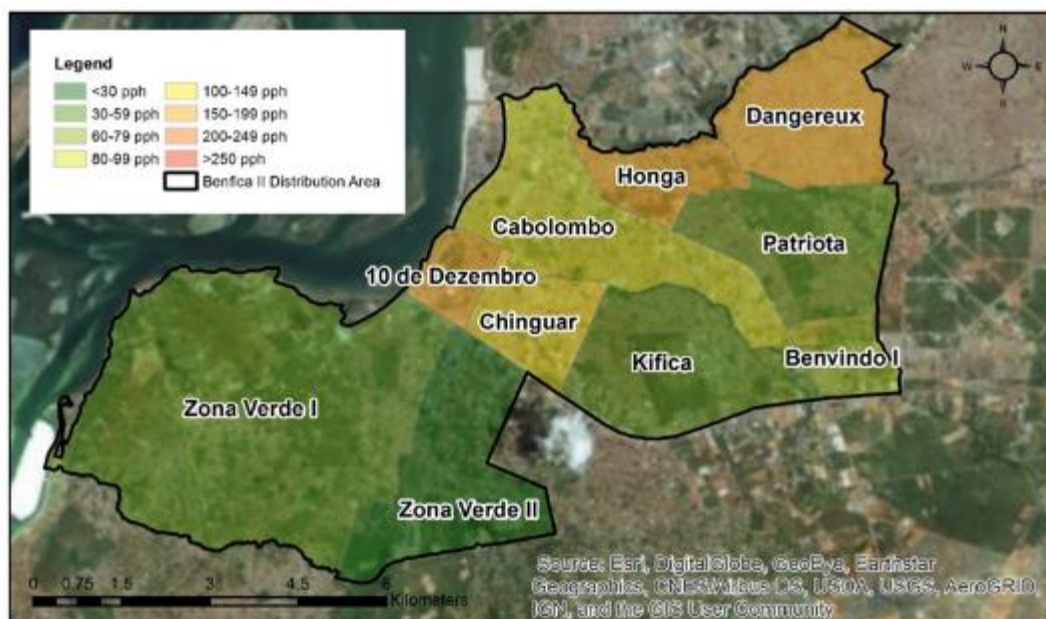 Legend
<30 pph
30-59 pph
60-79 pph
80-99 pph
100-149 pph
150-199 pph
200-249 pph
>250 pph
Benfica II Distribution Area
N
W E
S
Dangereux
Honga
Cabolombo
Patriota
10 de Dezembro
Chinguar
Kifica
Benvindo I
Zona Verde I
Zona Verde II
0 0.75 1.5 3 4.5 6
Kilometers
Source: Esri, DigitalGlobe, GeoEye, Earthstar
Geographics, CNES/Airbus DS, USDA, USGS, AeroGRID,
IGN, and the GIS User Community